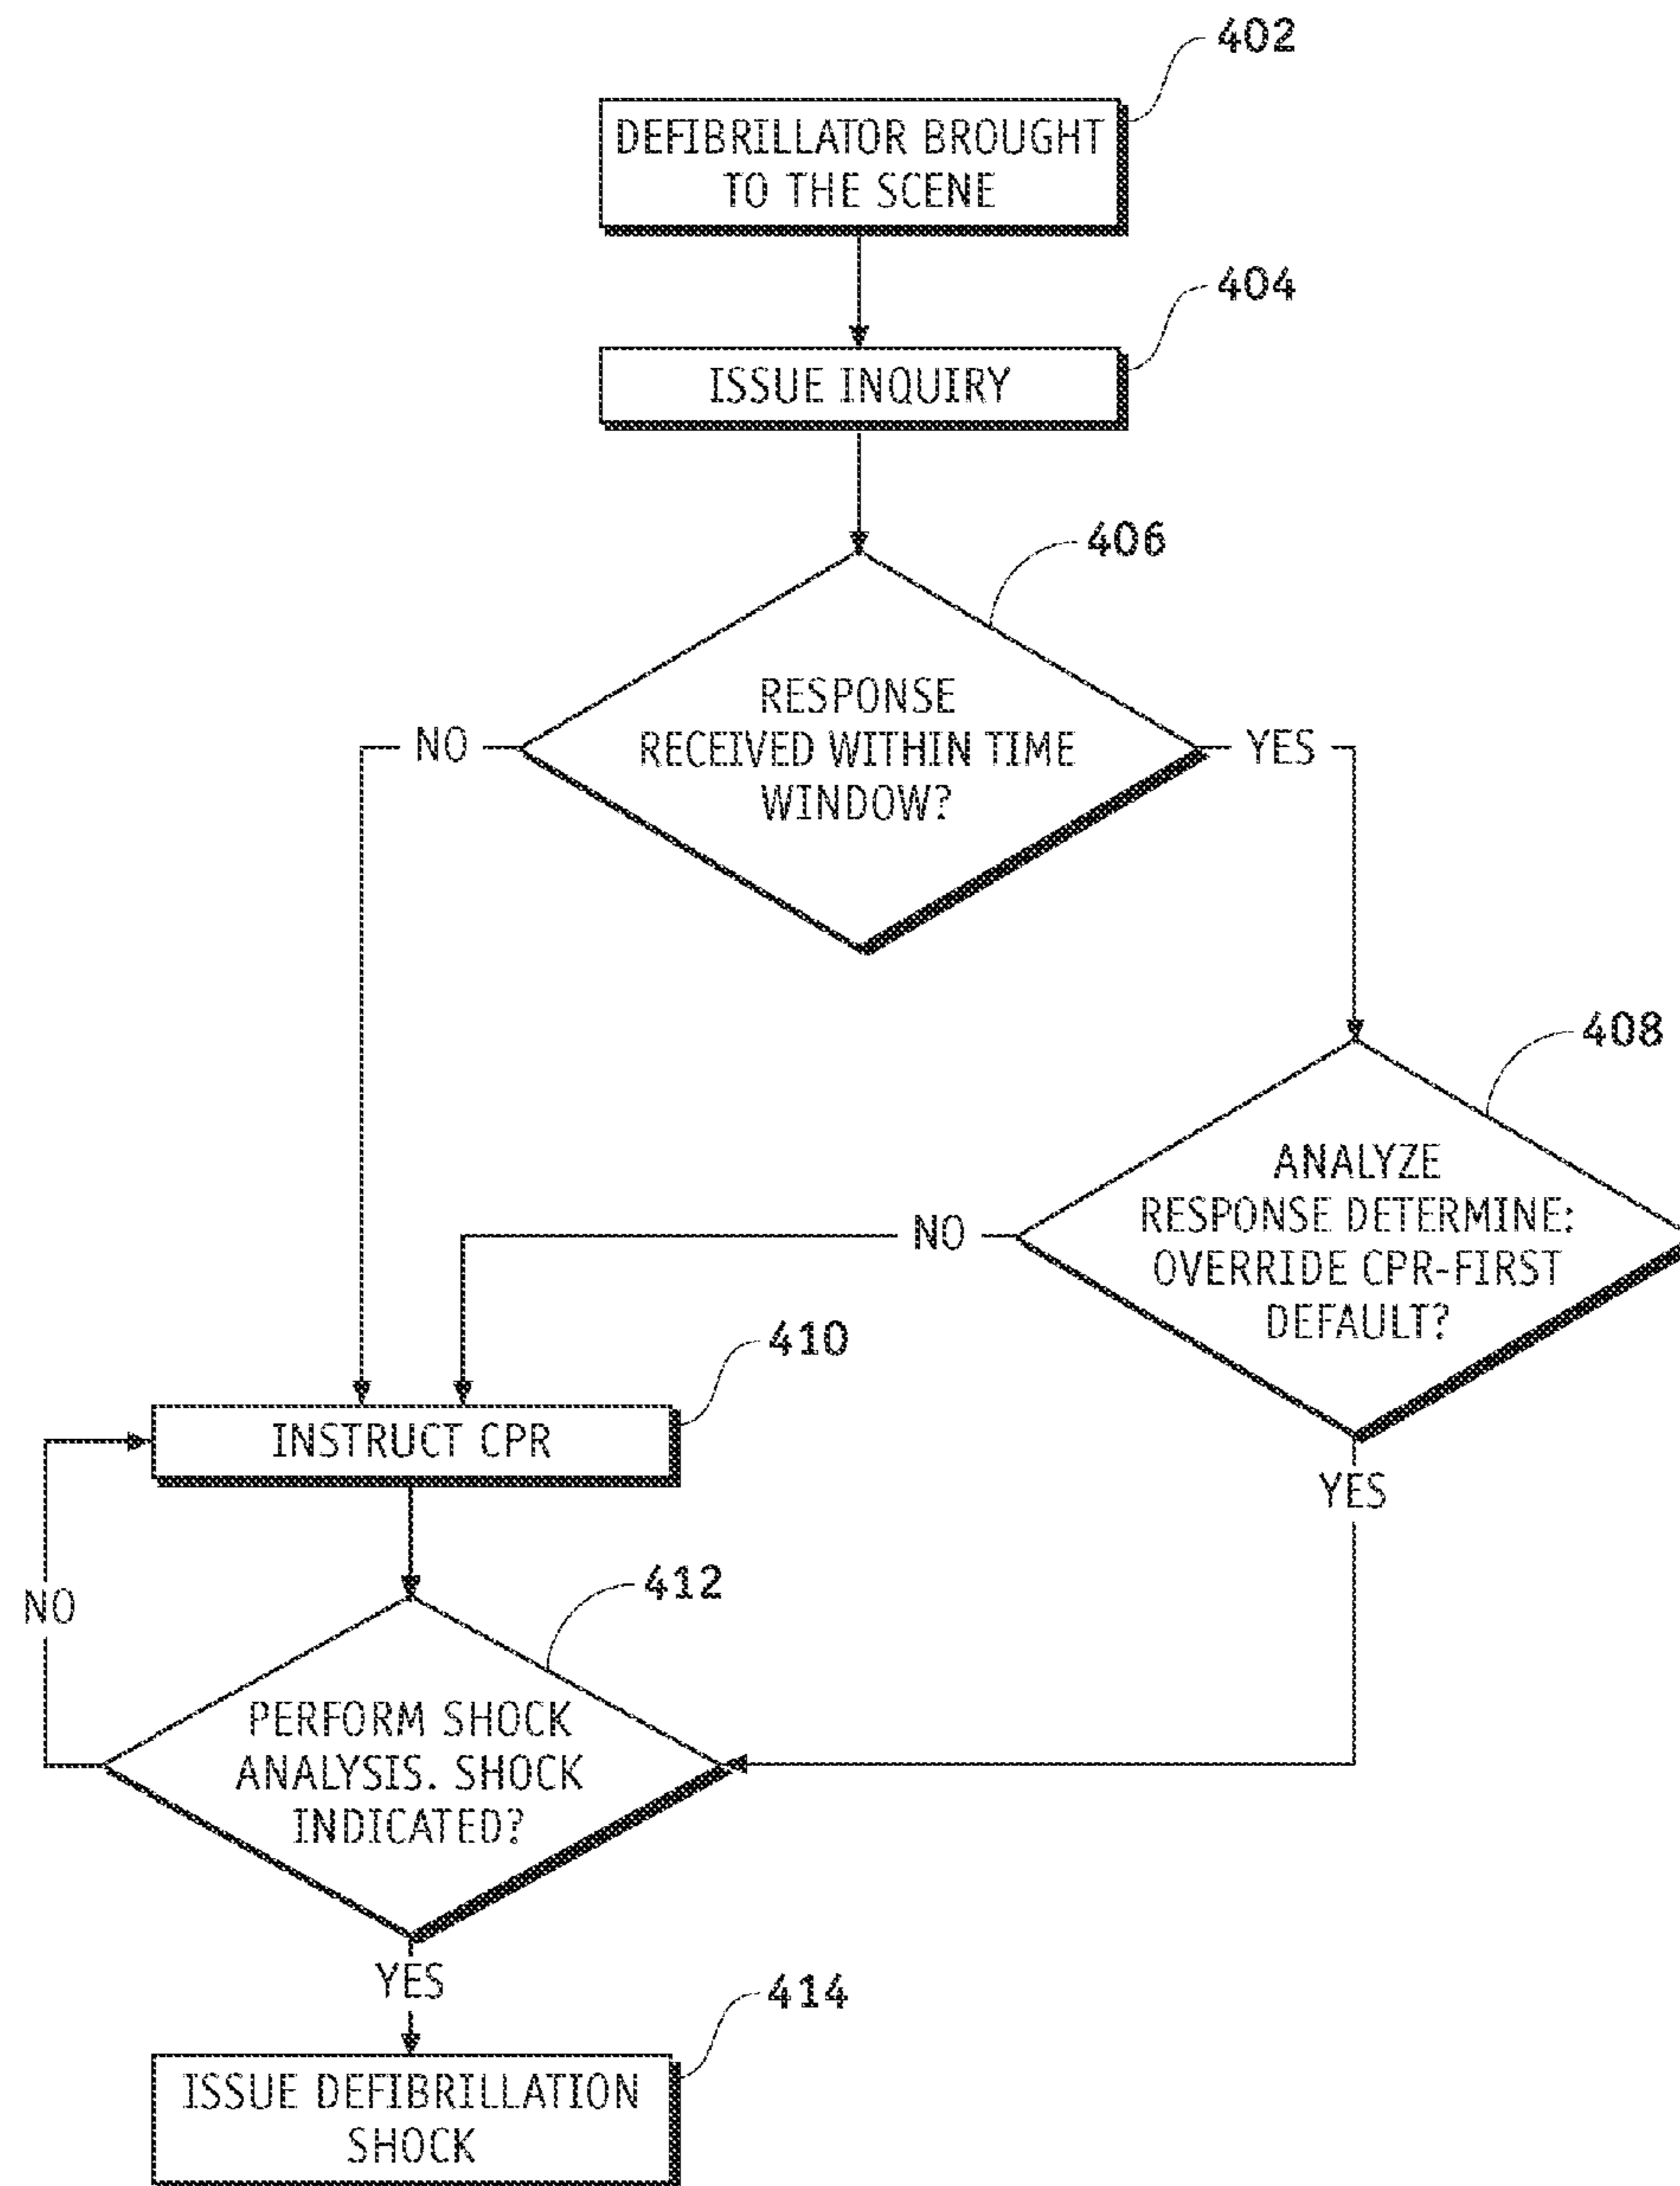 402
DEFIBRILLATOR BROUGHT
TO THE SCENE
404
ISSUE INQUIRY
406
RESPONSE
RECEIVED WITHIN TIME
WINDOW?
NO
YES
408
ANALYZE
RESPONSE DETERMINE:
OVERRIDE CPR-FIRST
DEFAULT?
NO
YES
410
INSTRUCT CPR
412
PERFORM SHOCK
ANALYSIS. SHOCK
INDICATED?
NO
YES
414
ISSUE DEFIBRILLATION
SHOCK